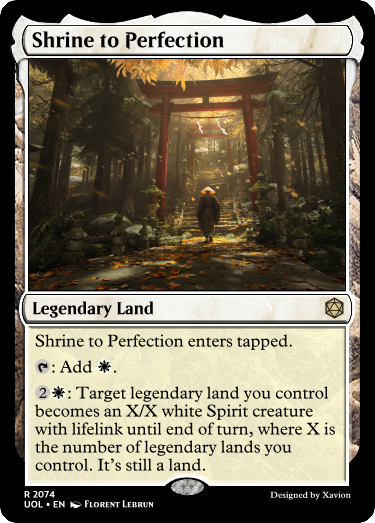 Shrine to Perfection
Legendary Land
Shrine to Perfection enters tapped.
: Add .
2: Target legendary land you control
becomes an X/X white Spirit creature
with lifelink until end of turn, where X is
the number of legendary lands you
control. It's still a land.
R 2074
UOL • EN Florent Lebrun
Designed by Xavion